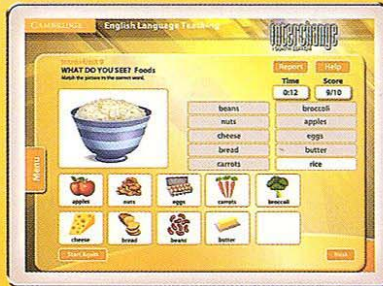 CAMBRIDGE
English Language Teaching
interchange
WHAT DO YOU SEE? Foods
Match the picture to the correct word.
Report
Help
Time
Score
0:12
9/10
beans
broccoli
nuts
apples
cheese
eggs
bread
butter
carrots
rice
Menu
apples
nuts
eggs
carrots
broccoli
cheese
bread
beans
butter
Start Again
Next